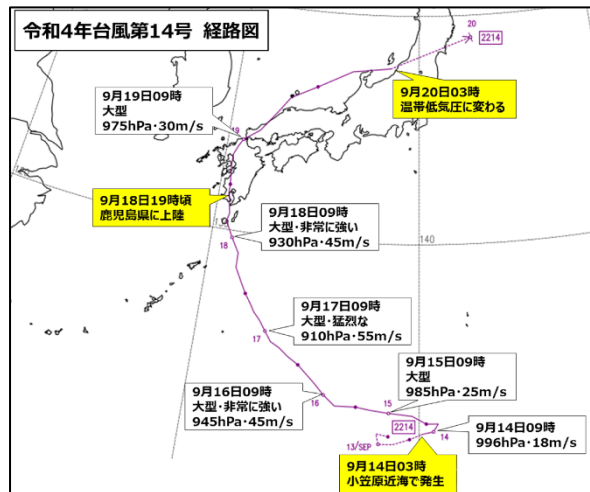 令和4年台風第14号 経路図
20
2214
9月20日03時
温帯低気圧に変わる
9月19日09時
大型
975hPa・30m/s
19
9月18日19時頃
鹿児島県に上陸
9月18日09時
大型・非常に強い
930hPa・45m/s
18
140
9月17日09時
大型・猛烈な
910hPa・55m/s
17
9月15日09時
大型
985hPa・25m/s
9月16日09時
大型・非常に強い
945hPa・45m/s
16
15
9月14日09時
996hPa・18m/s
2214
14
13/SEP
9月14日03時
小笠原近海で発生